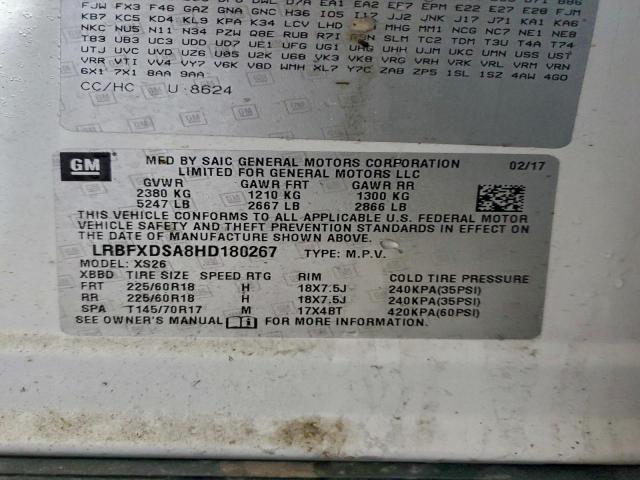 FJW FX3 F46 GAZ GNA GNC H36 IO5 I17 JJ2 JNK J17 J71 KA1 KA6
KB7 KC5 KD4 KL9 KPA K34 LCV LHD MHG MM1 NCG NC7 NE1 NE8
NKC NU5 N11 N34 PZW Q8E RUB R7I SLM TC2 TDM T3U T4A T74
T83 UB3 UC3 UDD UD7 UE1 UFG UG1 UHH UJM UKC UMN USS UST
UTJ UVC UVD UZ6 U05 U2K U68 VK3 VK8 VRG VRH VRK VRL VRM VRN
VRR VTI VV4 VY7 V6K V8D WMH XL7 Y7C ZAB ZP5 1SL 1SZ 4AW 4GO
6X1 7X1 8AA 9AA
CC/HC U 8624
GM MFD BY SAIC GENERAL MOTORS CORPORATION 02/17
LIMITED FOR GENERAL MOTORS LLC
GVWR GAWR FRT GAWR RR
2380 KG 1210 KG 1300 KG
5247 LB 2667 LB 2866 LB
THIS VEHICLE CONFORMS TO ALL APPLICABLE U.S. FEDERAL MOTOR
VEHICLE SAFETY AND THEFT PREVENTION STANDARDS IN EFFECT ON
THE DATE OF MANUFACTURE SHOWN ABOVE.
LRBFXDSA8HD180267 TYPE: M.P.V.
MODEL: XS26
XBBD TIRE SIZE SPEED RTG RIM COLD TIRE PRESSURE
FRT 225/60R18 H 18X7.5J 240KPA(35PSI)
RR 225/60R18 H 18X7.5J 240KPA(35PSI)
SPA T145/70R17 M 17X4BT 420KPA(60PSI)
SEE OWNER'S MANUAL FOR MORE INFORMATION.